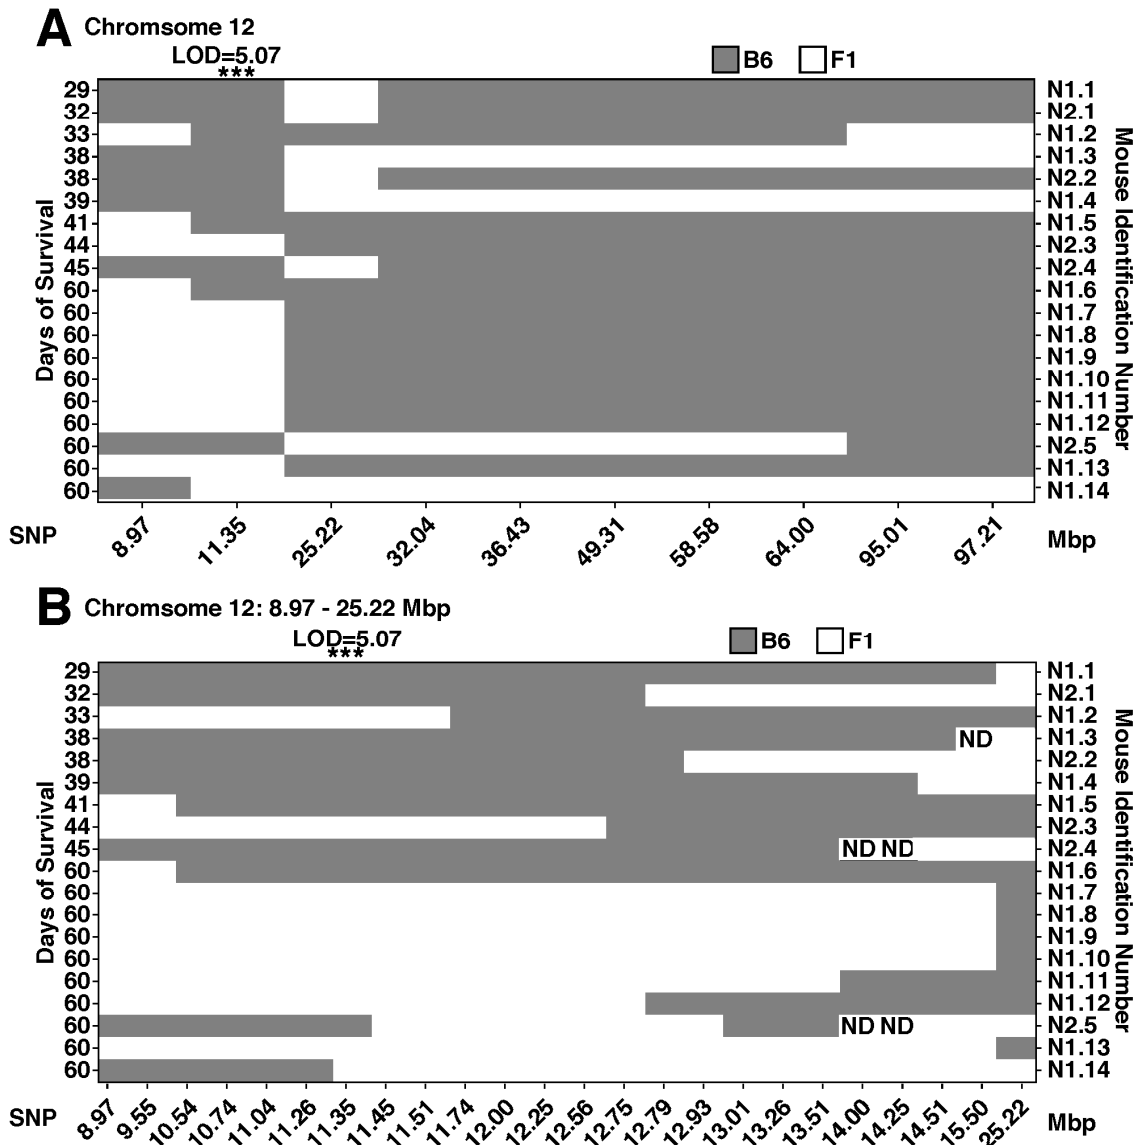 A Chromsome 12
LOD=5.07
***
B6 F1
Days of Survival
29 N1.1
32 N2.1
33 N1.2
38 N1.3
38 N2.2
39 N1.4
41 N1.5
44 N2.3
45 N2.4
60 N1.6
60 N1.7
60 N1.8
60 N1.9
60 N1.10
60 N1.11
60 N1.12
60 N2.5
60 N1.13
60 N1.14
Mouse Identification Number
SNP 8.97 11.35 25.22 32.04 36.43 49.31 58.58 64.00 95.01 97.21 Mbp
B Chromsome 12: 8.97 - 25.22 Mbp
LOD=5.07
***
B6 F1
Days of Survival
29 N1.1
32 N2.1
33 N1.2
38 ND N1.3
38 N2.2
39 N1.4
41 N1.5
44 N2.3
45 ND ND N2.4
60 N1.6
60 N1.7
60 N1.8
60 N1.9
60 N1.10
60 N1.11
60 N1.12
60 ND ND N2.5
60 N1.13
60 N1.14
Mouse Identification Number
SNP 8.97 9.55 10.54 10.74 11.04 11.26 11.35 11.45 11.51 11.74 12.00 12.25 12.56 12.75 12.79 12.93 13.01 13.26 13.51 14.00 14.25 14.51 15.50 25.22 Mbp